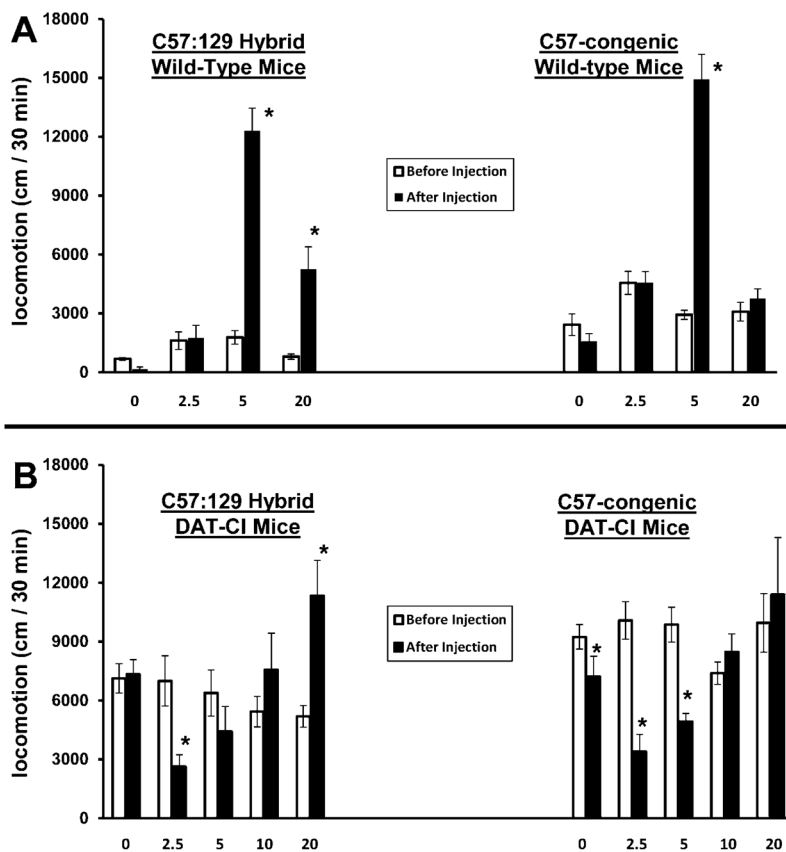 A
C57:129 Hybrid
Wild-Type Mice
C57-congenic
Wild-type Mice
locomotion (cm / 30 min)
18000
15000
12000
9000
6000
3000
0
*
*
*
Before Injection
After Injection
0 2.5 5 20
0 2.5 5 20
B
C57:129 Hybrid
DAT-CI Mice
C57-congenic
DAT-CI Mice
locomotion (cm / 30 min)
18000
15000
12000
9000
6000
3000
0
*
*
*
*
*
Before Injection
After Injection
0 2.5 5 10 20
0 2.5 5 10 20